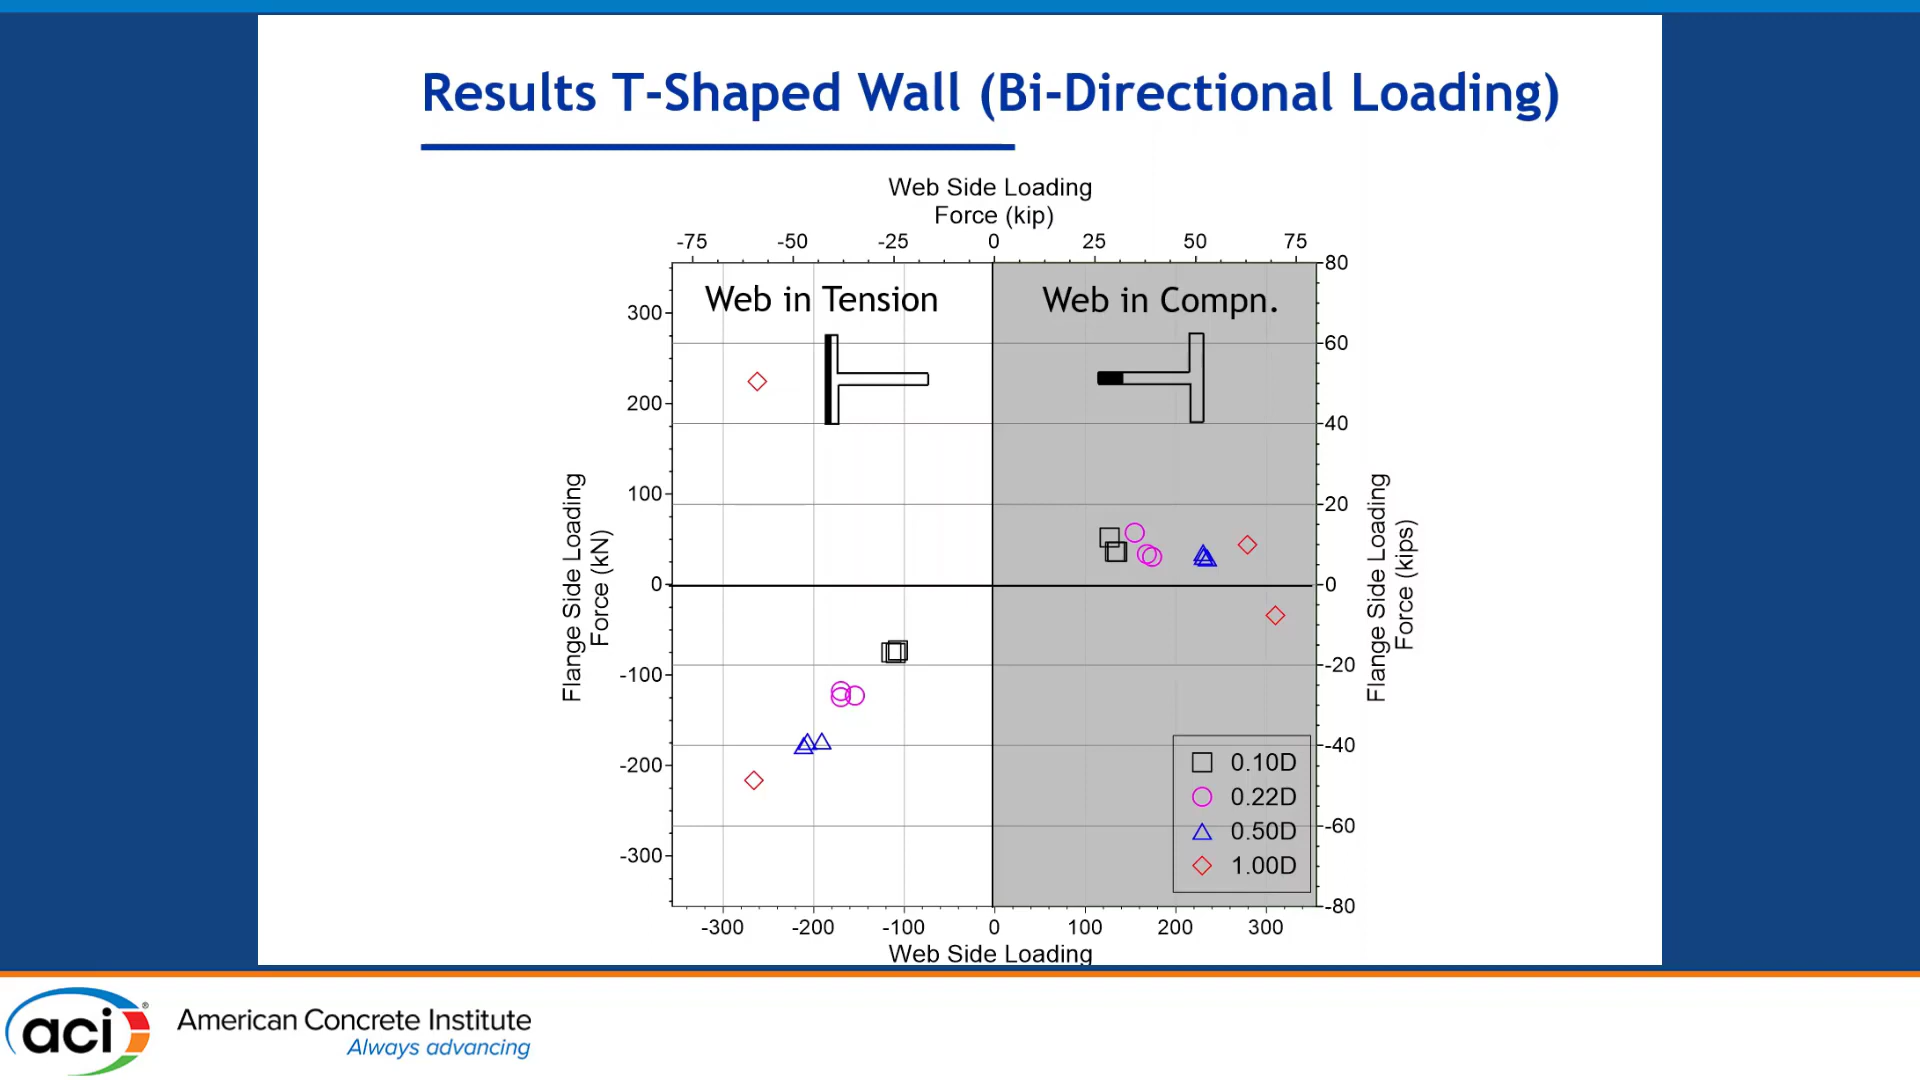 Results T-Shaped Wall (Bi-Directional Loading)
Web Side Loading
Force (kip)
-75 -50 -25 0 25 50 75
Web in Tension
Web in Compn.
Flange Side Loading
Force (kN)
300
200
100
0
-100
-200
-300
80
60
40
20
0
-20
-40
-60
-80
Flange Side Loading
Force (kips)
0.10D
0.22D
0.50D
1.00D
-300 -200 -100 0 100 200 300
Web Side Loading
aci®
American Concrete Institute
Always advancing